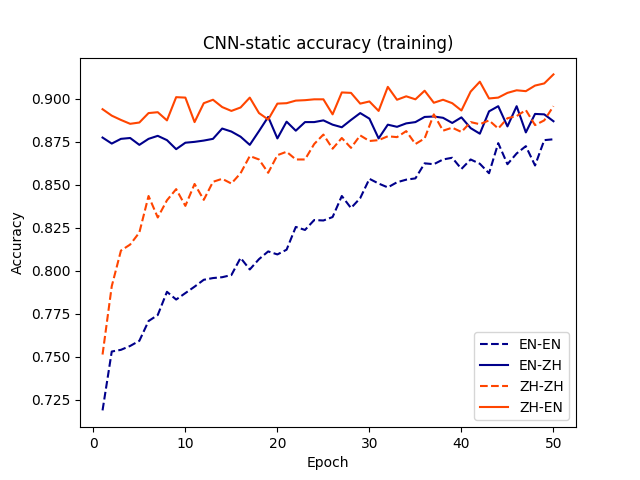 CNN-static accuracy (training)
Accuracy
0.900
0.875
0.850
0.825
0.800
0.775
0.750
0.725
EN-EN
EN-ZH
ZH-ZH
ZH-EN
0 10 20 30 40 50
Epoch